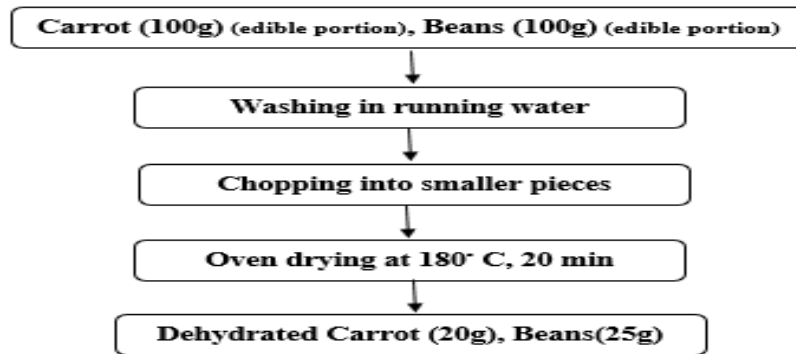 Carrot (100g) (edible portion), Beans (100g) (edible portion)
Washing in running water
Chopping into smaller pieces
Oven drying at 180° C, 20 min
Dehydrated Carrot (20g), Beans(25g)